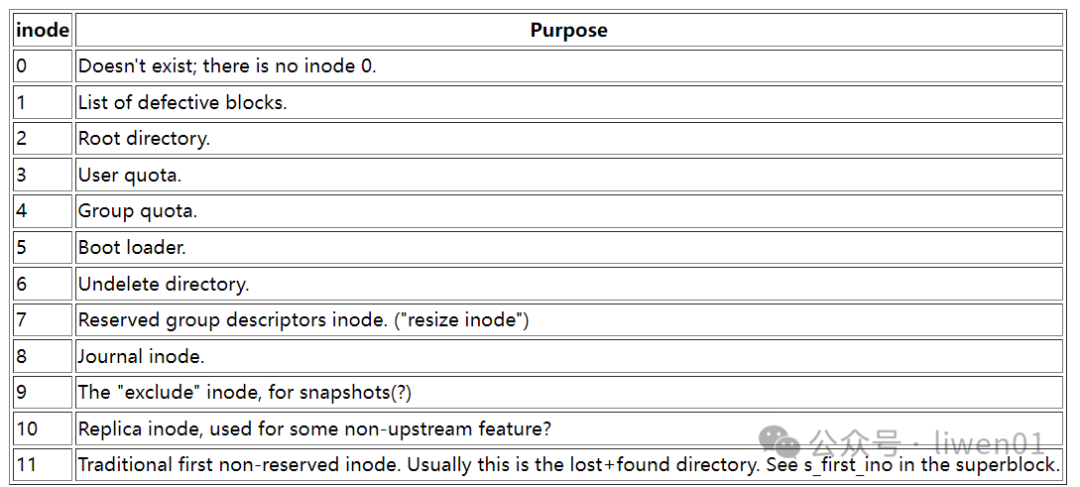 inode Purpose
0 Doesn't exist; there is no inode 0.
1 List of defective blocks.
2 Root directory.
3 User quota.
4 Group quota.
5 Boot loader.
6 Undelete directory.
7 Reserved group descriptors inode. ("resize inode")
8 Journal inode.
9 The "exclude" inode, for snapshots(?)
10 Replica inode, used for some non-upstream feature?
公众号 · liwen01
11 Traditional first non-reserved inode. Usually this is the lost+found directory. See s_first_ino in the superblock.